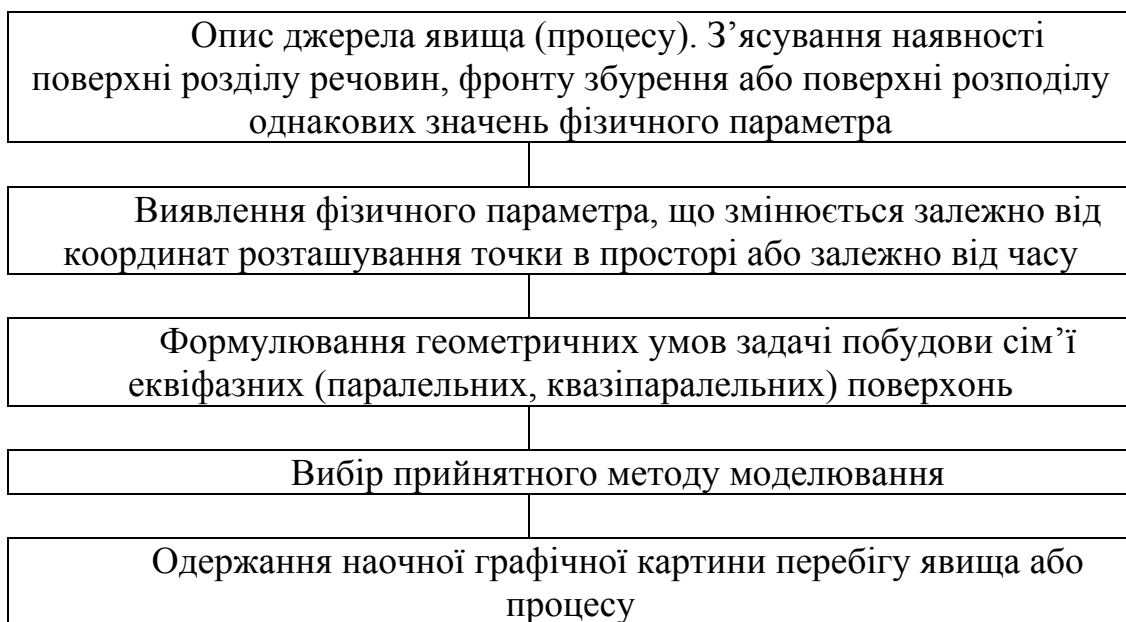 Опис джерела явища (процесу). З’ясування наявності
поверхні розділу речовин, фронту збурення або поверхні розподілу
однакових значень фізичного параметра
Виявлення фізичного параметра, що змінюється залежно від
координат розташування точки в просторі або залежно від часу
Формулювання геометричних умов задачі побудови сім’ї
еквіфазних (паралельних, квазіпаралельних) поверхонь
Вибір прийнятного методу моделювання
Одержання наочної графічної картини перебігу явища або
процесу